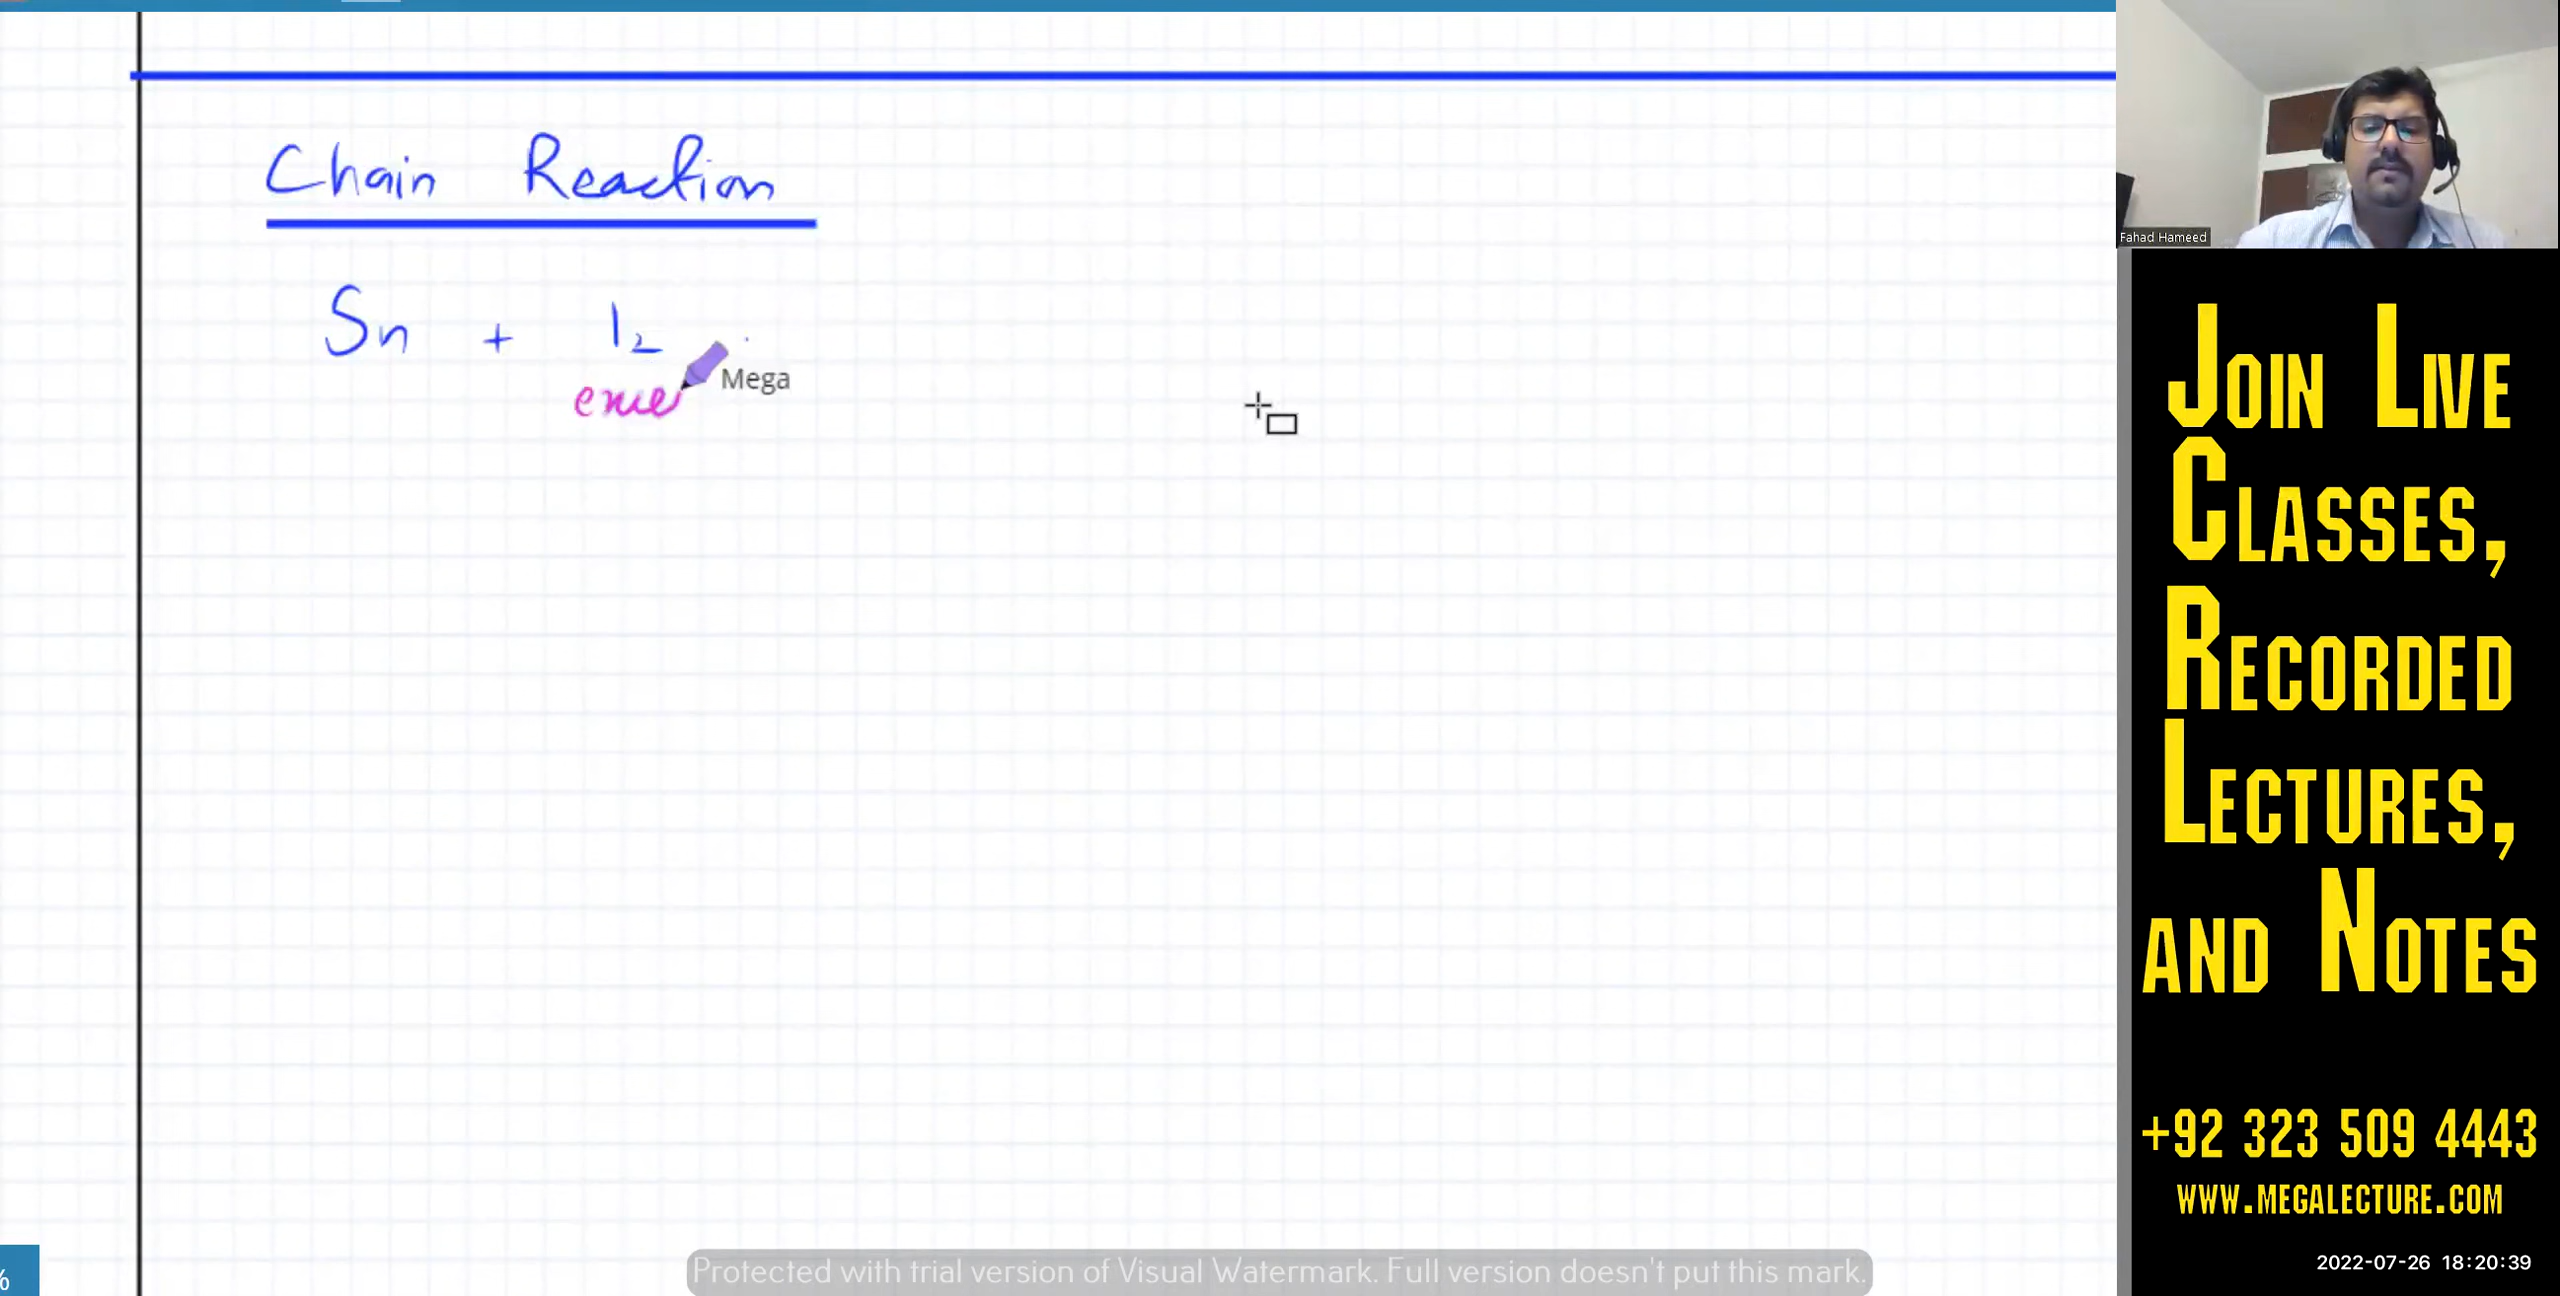 Chain Reaction
Sn + I₂
Mega
Fahad Hameed
JOIN LIVE
CLASSES,
RECORDED
LECTURES,
AND NOTES
+92 323 509 4443
WWW.MEGALECTURE.COM
2022-07-26 18:20:39
%
Protected with trial version of Visual Watermark. Full version doesn't put this mark.